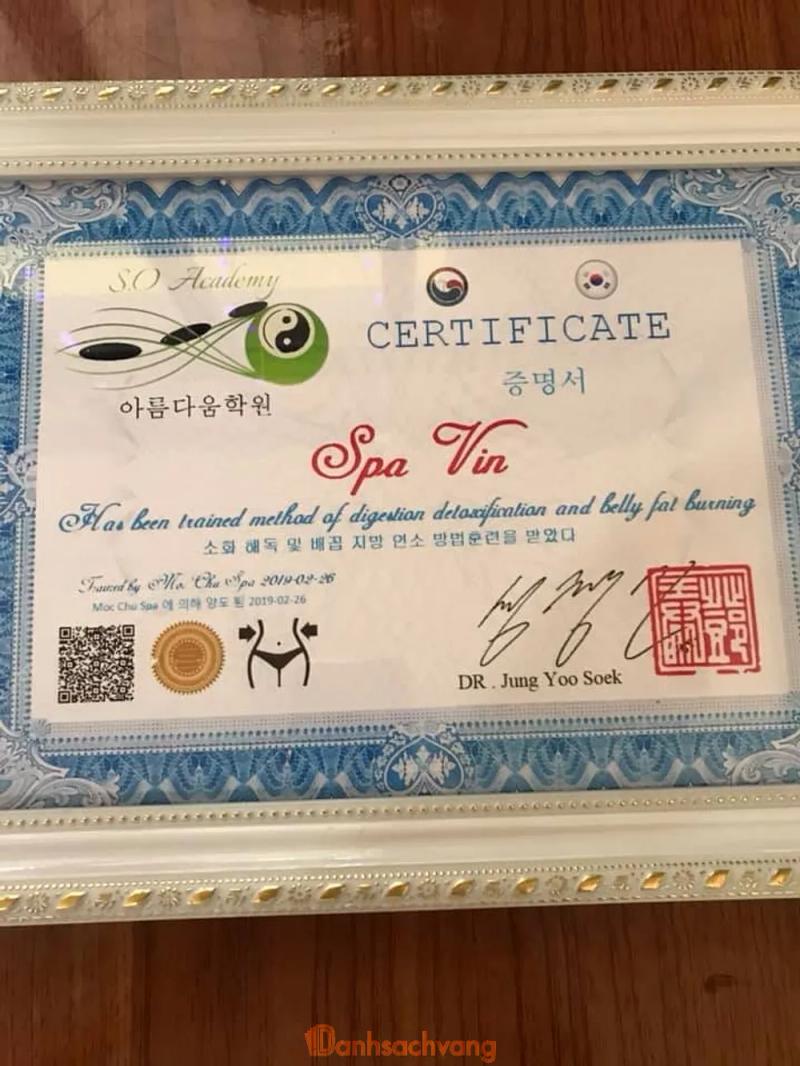 S.O Academy
아름다움학원
CERTIFICATE
증명서
Spa Vin
Has been trained method of digestion detoxification and belly fat burning
소화 해독 및 배꼽 지방 연소 방법훈련을 받았다
Trained by Moc Chu Spa 2019-02-26
Moc Chu Spa 에 의해 양도 됨 2019-02-26
DR . Jung Yoo Soek
Danhsachvang